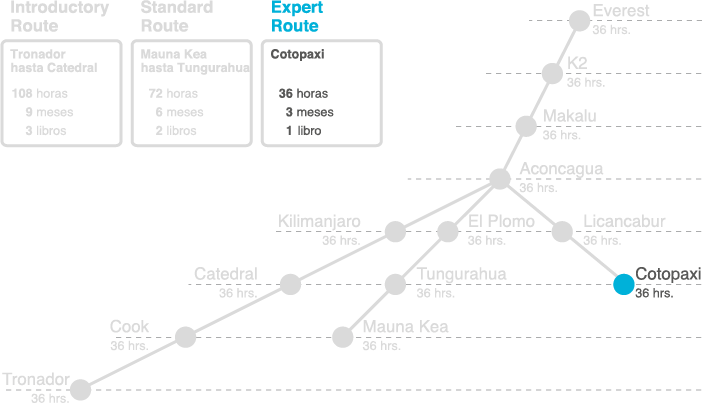 Introductory
Route
Tronador
hasta Catedral
108 horas
9 meses
3 libros
Standard
Route
Mauna Kea
hasta Tungurahua
72 horas
6 meses
2 libros
Expert
Route
Cotopaxi
36 horas
3 meses
1 libro
Everest
36 hrs.
K2
36 hrs.
Makalu
36 hrs.
Aconcagua
36 hrs.
Kilimanjaro
36 hrs.
El Plomo
36 hrs.
Licancabur
36 hrs.
Catedral
36 hrs.
Tungurahua
36 hrs.
Cotopaxi
36 hrs.
Cook
36 hrs.
Mauna Kea
36 hrs.
Tronador
36 hrs.